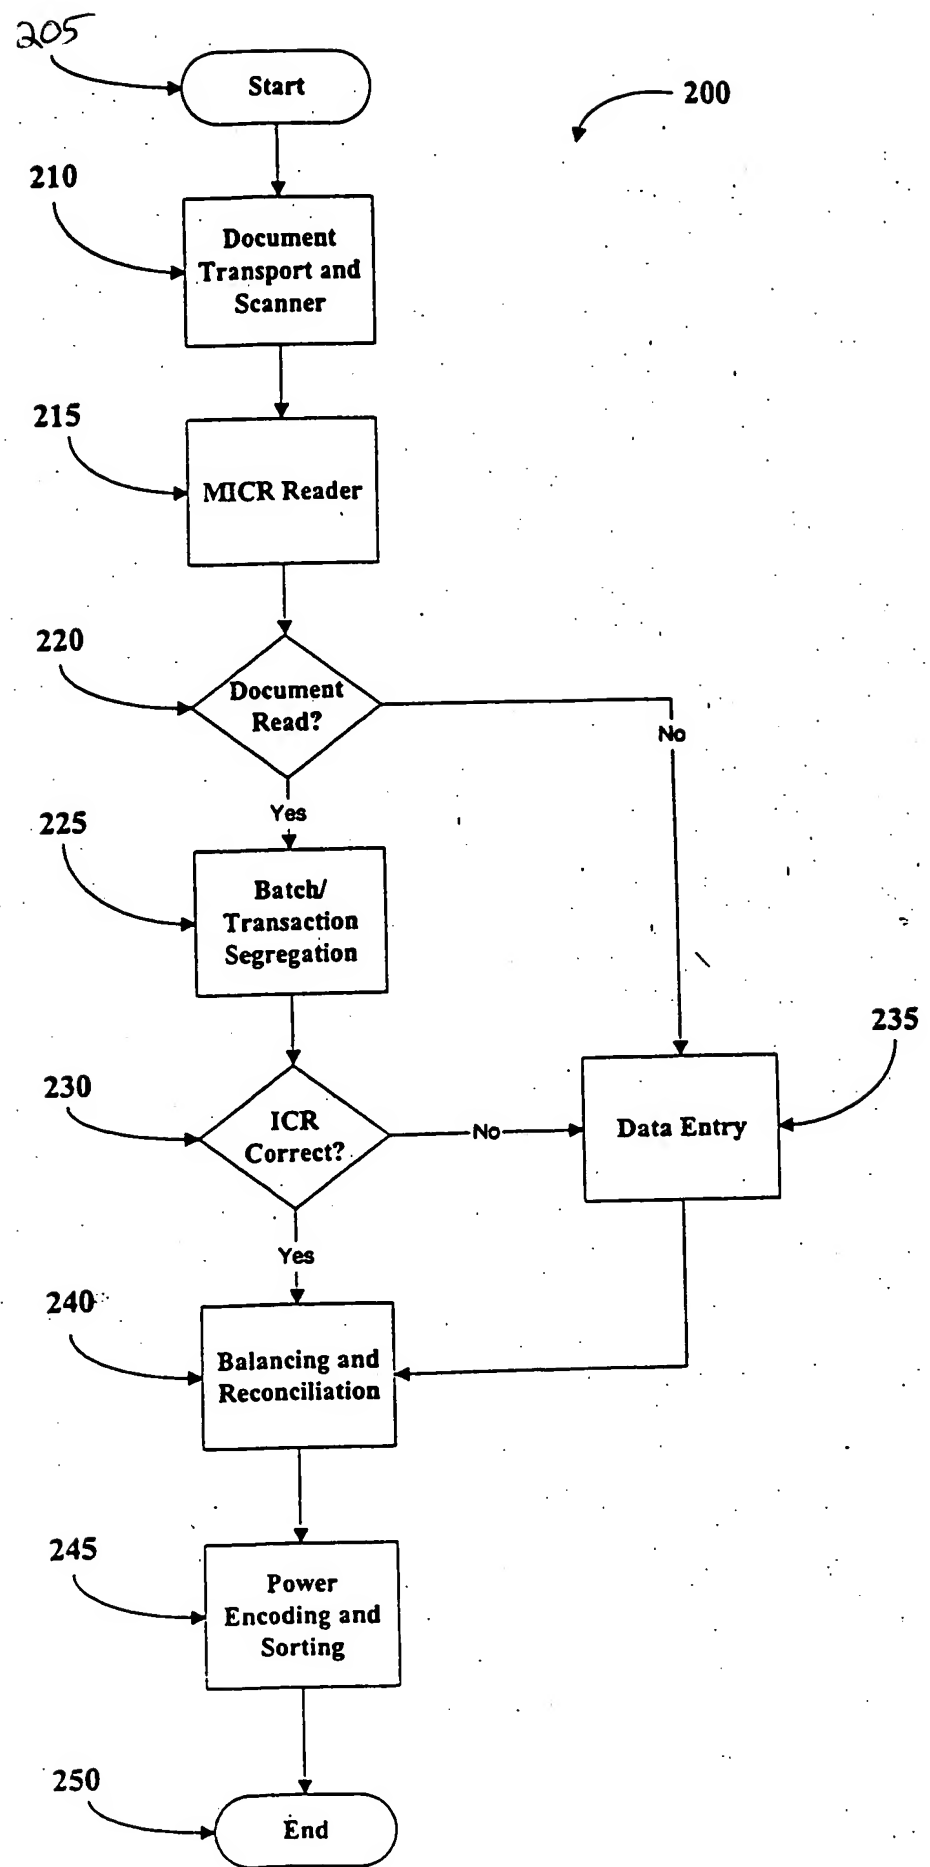 205
Start
200
210
Document
Transport and
Scanner
215
MICR Reader
220
Document
Read?
No
Yes
225
Batch/
Transaction
Segregation
235
230
ICR
Correct?
No
Data Entry
Yes
240
Balancing and
Reconciliation
245
Power
Encoding and
Sorting
250
End